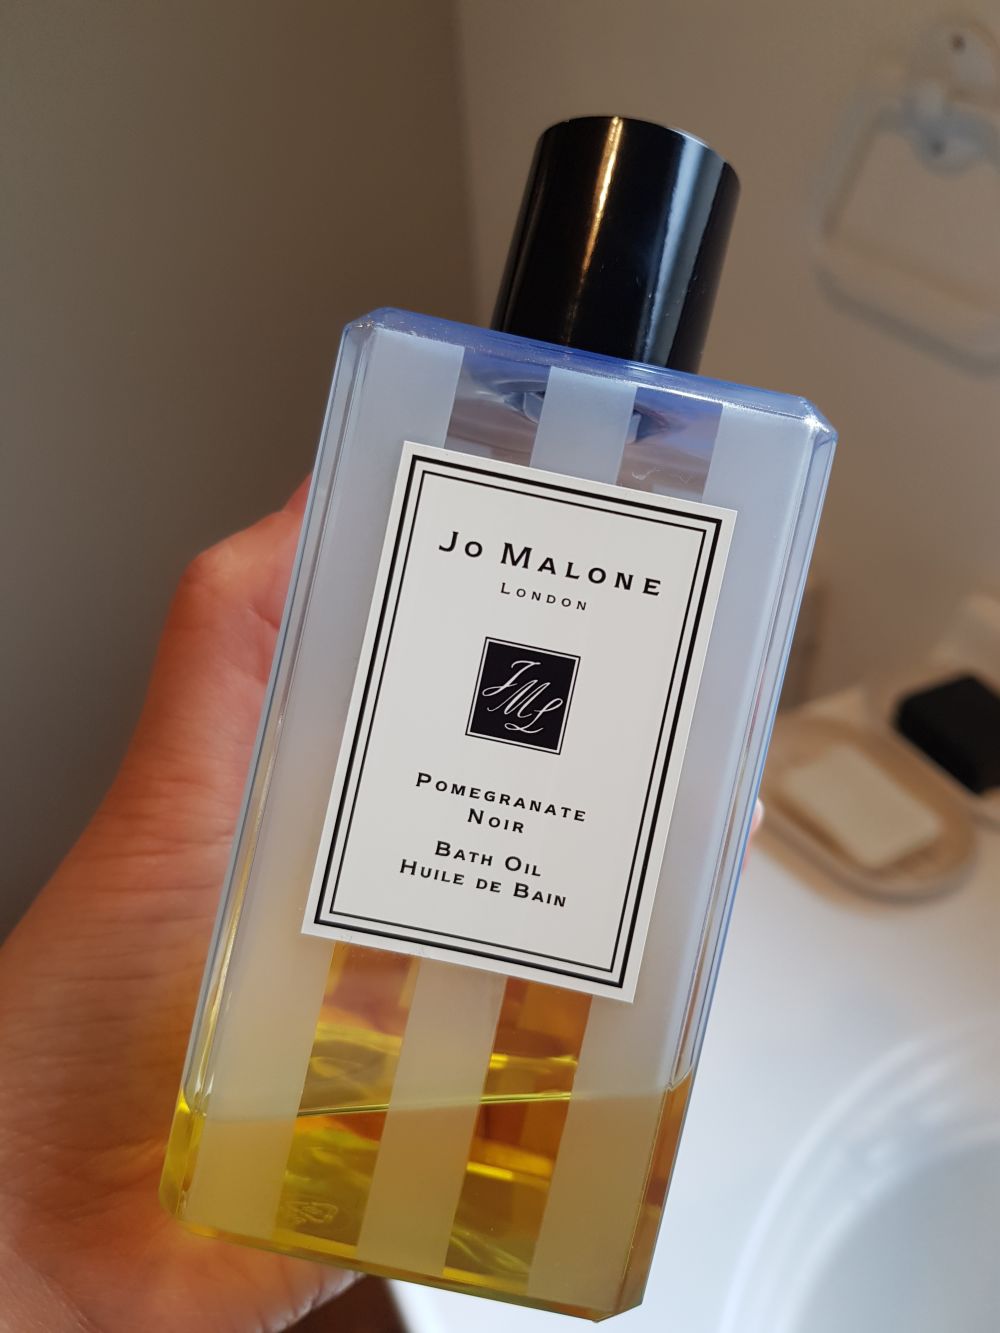 Jo Malone
London
JML
Pomegranate
Noir
Bath Oil
Huile de Bain